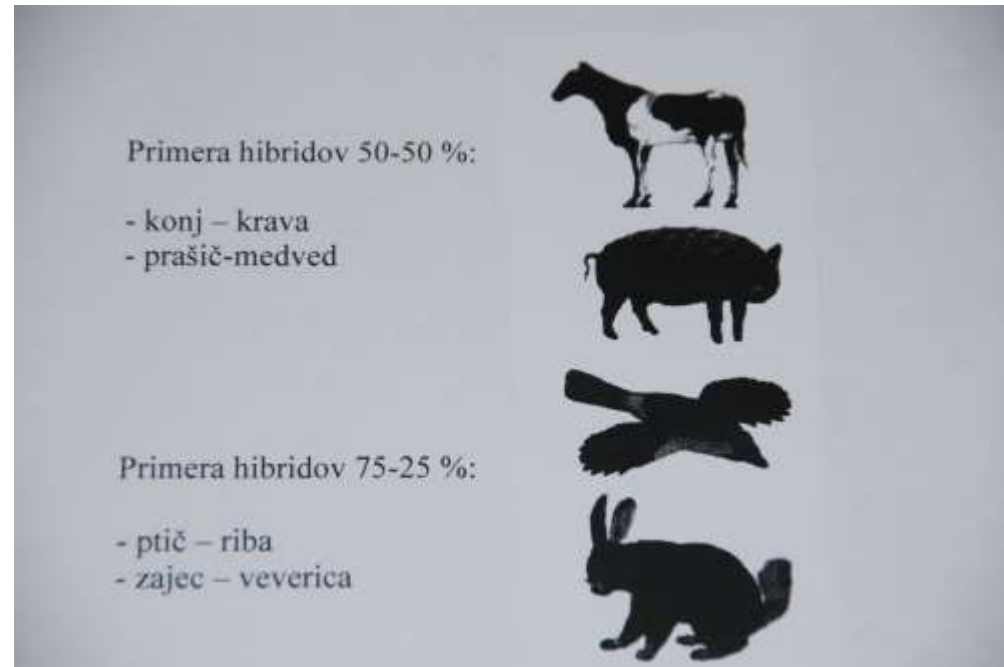 Primera hibridov 50-50 %:
- konj – krava
- prašič-medved
Primera hibridov 75-25 %:
- ptič – riba
- zajec – veverica